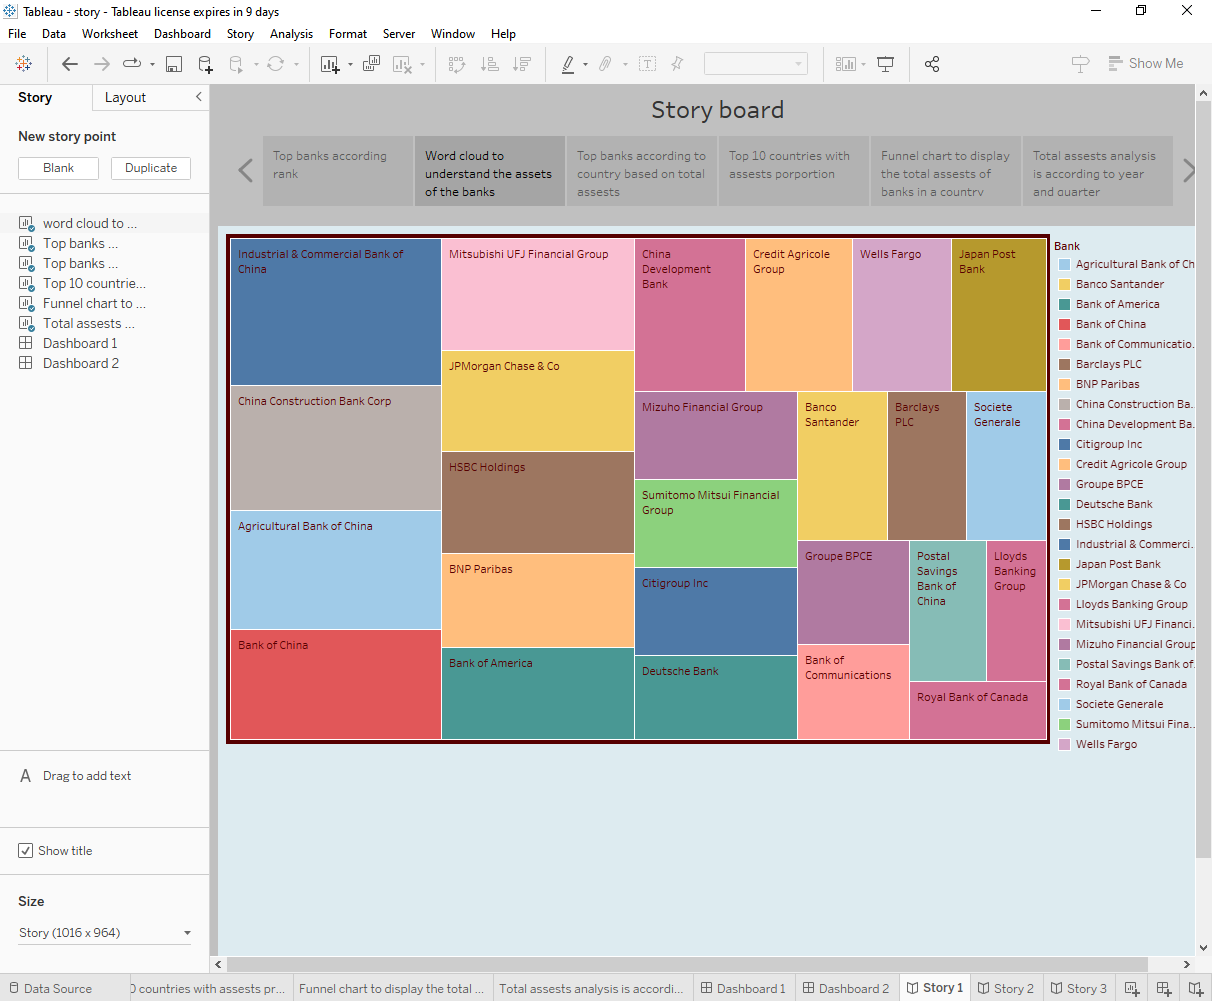 Tableau - story - Tableau license expires in 9 days
File Data Worksheet Dashboard Story Analysis Format Server Window Help
Show Me
Story Layout
New story point
Blank Duplicate
word cloud to ...
Top banks ...
Top banks ...
Top 10 countrie...
Funnel chart to ...
Total assests ...
Dashboard 1
Dashboard 2
A Drag to add text
Show title
Size
Story (1016 x 964)
Story board
Top banks according
rank
Word cloud to
understand the assets
of the banks
Top banks according to
country based on total
assests
Top 10 countries with
assests porportion
Funnel chart to display
the total assests of
banks in a country
Total assests analysis
is according to year
and quarter
Industrial & Commercial Bank of
China
China Construction Bank Corp
Agricultural Bank of China
Bank of China
Mitsubishi UFJ Financial Group
JPMorgan Chase & Co
HSBC Holdings
BNP Paribas
Bank of America
China
Development
Bank
Credit Agricole
Group
Wells Fargo
Japan Post
Bank
Mizuho Financial Group
Sumitomo Mitsui Financial
Group
Citigroup Inc
Deutsche Bank
Banco
Santander
Barclays
PLC
Societe
Generale
Groupe BPCE
Postal
Savings
Bank of
China
Lloyds
Banking
Group
Bank of
Communications
Royal Bank of Canada
Bank
Agricultural Bank of Ch
Banco Santander
Bank of America
Bank of China
Bank of Communicatio..
Barclays PLC
BNP Paribas
China Construction Ba..
China Development Ba..
Citigroup Inc
Credit Agricole Group
Groupe BPCE
Deutsche Bank
HSBC Holdings
Industrial & Commerci..
Japan Post Bank
JPMorgan Chase & Co
Lloyds Banking Group
Mitsubishi UFJ Financi..
Mizuho Financial Group
Postal Savings Bank of..
Royal Bank of Canada
Societe Generale
Sumitomo Mitsui Fina..
Wells Fargo
Data Source 0 countries with assests pr... Funnel chart to display the total ... Total assests analysis is accordi... Dashboard 1 Dashboard 2 Story 1 Story 2 Story 3